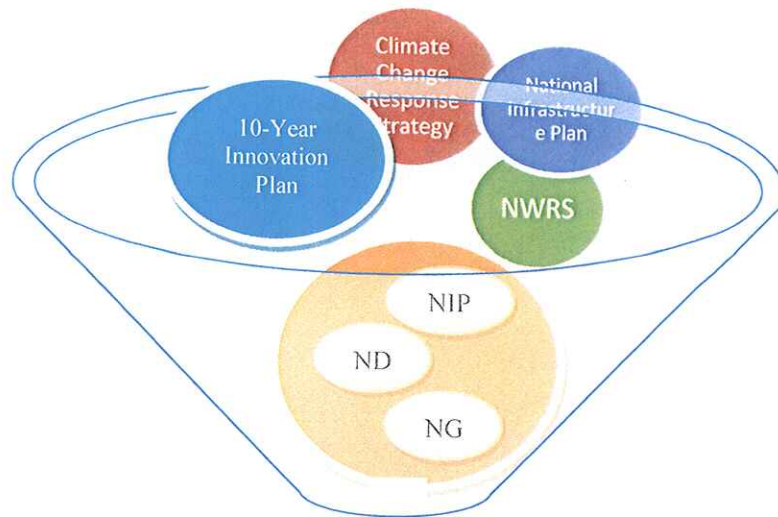 Climate
Change
Response
Strategy
National
Infrastructur
e Plan
10-Year
Innovation
Plan
NWRS
NIP
ND
NG